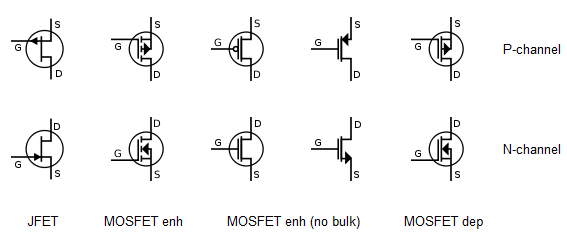 S S S S S
G G G G G
D D D D D
P-channel
D D D D D
G G G G G
S S S S S
N-channel
JFET MOSFET enh MOSFET enh (no bulk) MOSFET dep